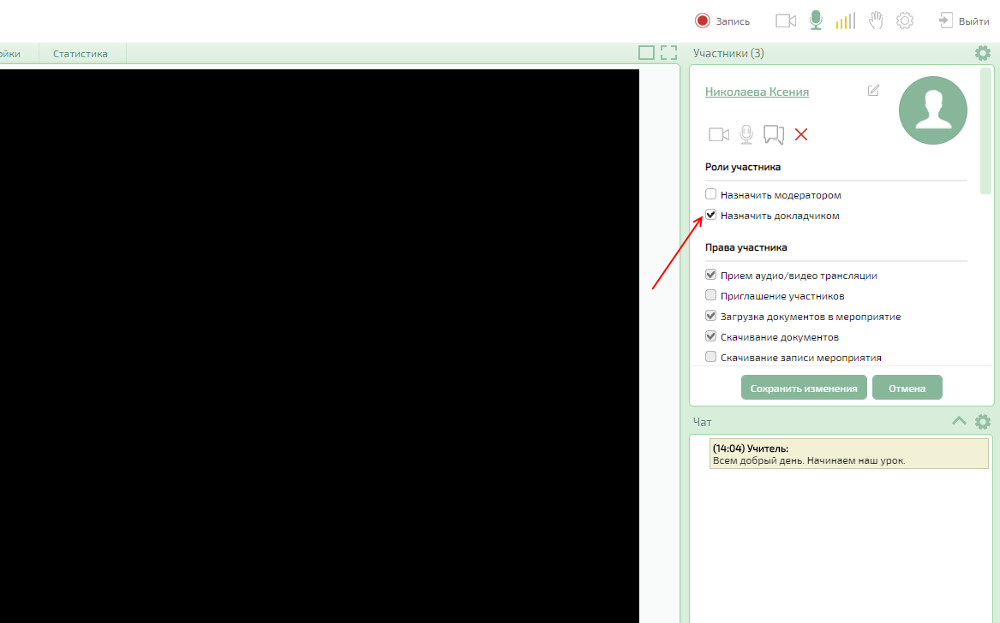 Запись
Выйти
ойки
Статистика
Участники (3)
Николаева Ксения
Роли участника
Назначить модератором
Назначить докладчиком
Права участника
Прием аудио/видео трансляции
Приглашение участников
Загрузка документов в мероприятие
Скачивание документов
Скачивание записи мероприятия
Сохранить изменения
Отмена
Чат
(14:04) Учитель:
Всем добрый день. Начинаем наш урок.